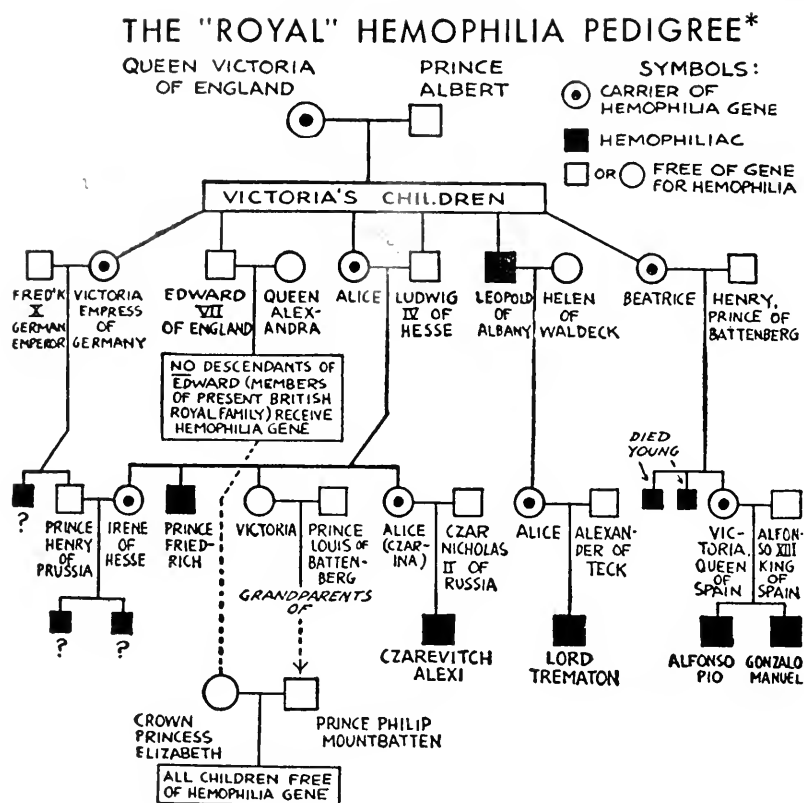 THE "ROYAL" HEMOPHILIA PEDIGREE*
QUEEN VICTORIA
OF ENGLAND
PRINCE
ALBERT
SYMBOLS:
CARRIER OF
HEMOPHILIA GENE
HEMOPHILIAC
OR
FREE OF GENE
FOR HEMOPHILIA
VICTORIA'S CHILDREN
FRED'K
X
GERMAN
EMPEROR
VICTORIA
EMPRESS
OF
GERMANY
EDWARD
VII
OF ENGLAND
QUEEN
ALEX-
ANDRA
ALICE
LUDWIG
IV OF
HESSE
LEOPOLD
OF
ALBANY
HELEN
OF
WALDECK
BEATRICE
HENRY,
PRINCE OF
BATTENBERG
NO DESCENDANTS OF
EDWARD (MEMBERS
OF PRESENT BRITISH
ROYAL FAMILY) RECEIVE
HEMOPHILIA GENE
DIED
YOUNG
?
PRINCE
HENRY
OF
PRUSSIA
IRENE
OF
HESSE
PRINCE
FRIED-
RICH
VICTORIA
PRINCE
LOUIS OF
BATTEN-
BERG
ALICE
(CZAR-
INA)
CZAR
NICHOLAS
II OF
RUSSIA
ALICE
ALEXAN-
DER OF
TECK
VIC-
TORIA,
QUEEN
OF
SPAIN
ALFON-
SO XIII
KING
OF
SPAIN
GRANDPARENTS
OF
?
?
CZAREVITCH
ALEXI
LORD
TREMATON
ALFONSO
PIO
GONZALO
MANUEL
CROWN
PRINCESS
ELIZABETH
PRINCE PHILIP
MOUNTBATTEN
ALL CHILDREN FREE
OF HEMOPHILIA GENE